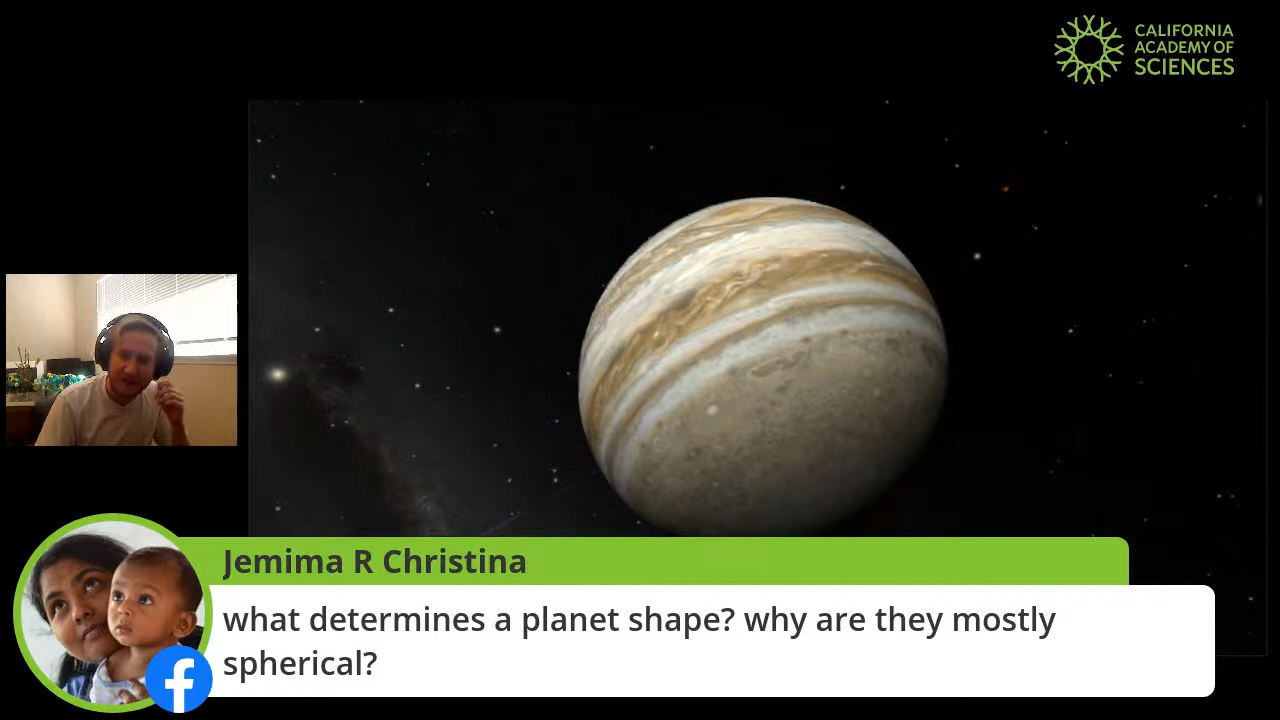 CALIFORNIA
ACADEMY OF
SCIENCES
Jemima R Christina
what determines a planet shape? why are they mostly
spherical?